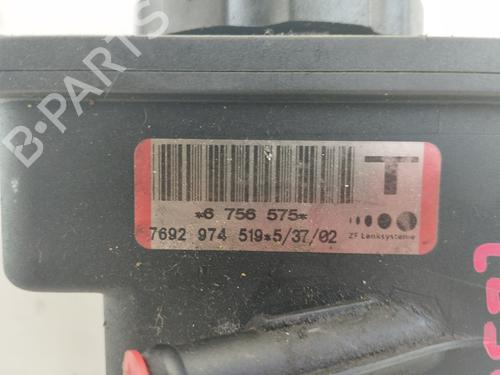 B-PARTS
*6 756 575*
T
7692 974 519*5/37/02
ZF Lenksysteme